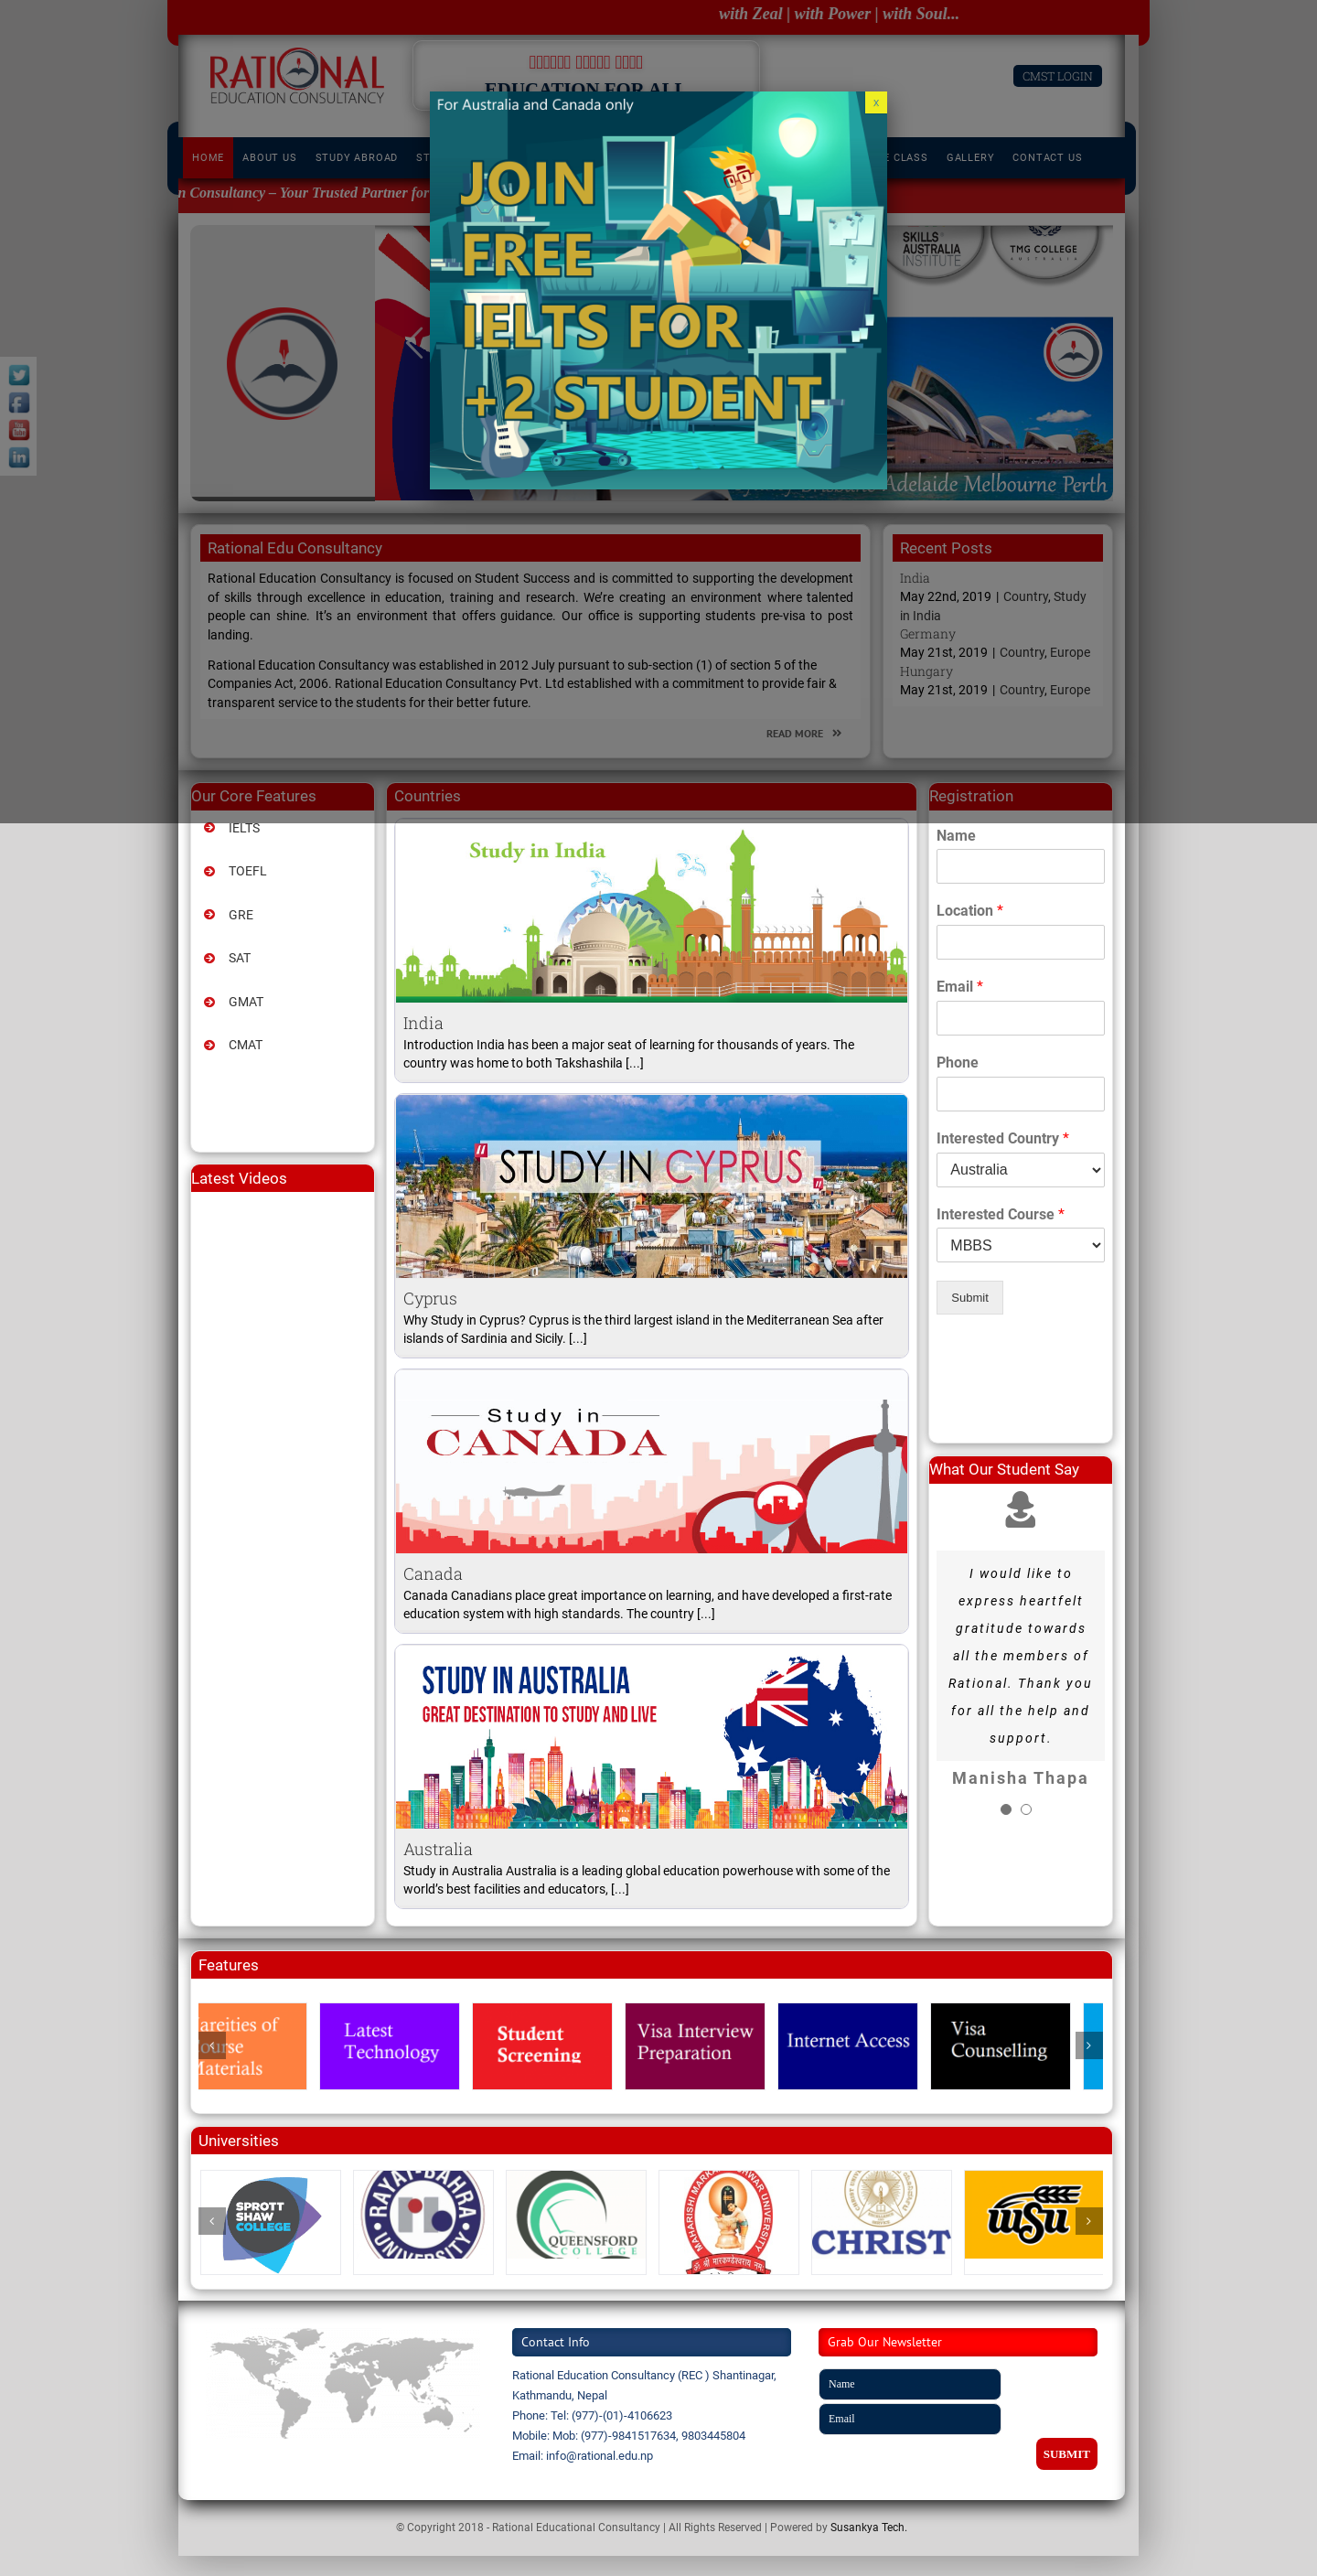 with Zeal | with Power | with Soul...
RATIONAL
EDUCATION CONSULTANCY
EDUCATION FOR ALL
CMST LOGIN
For Australia and Canada only
x
JOIN
FREE
IELTS FOR
+2 STUDENT
HOME
ABOUT US
STUDY ABROAD
CLASS
GALLERY
CONTACT US
n Consultancy – Your Trusted Partner for
SKILLS
AUSTRALIA
INSTITUTE
TMG COLLEGE
AUSTRALIA
Sydney Brisbane Adelaide Melbourne Perth
Rational Edu Consultancy
Rational Education Consultancy is focused on Student Success and is committed to supporting the development
of skills through excellence in education, training and research. We’re creating an environment where talented
people can shine. It’s an environment that offers guidance. Our office is supporting students pre-visa to post
landing.
Rational Education Consultancy was established in 2012 July pursuant to sub-section (1) of section 5 of the
Companies Act, 2006. Rational Education Consultancy Pvt. Ltd established with a commitment to provide fair &
transparent service to the students for their better future.
READ MORE »
Recent Posts
India
May 22nd, 2019 | Country, Study
in India
Germany
May 21st, 2019 | Country, Europe
Hungary
May 21st, 2019 | Country, Europe
Our Core Features
IELTS
TOEFL
GRE
SAT
GMAT
CMAT
Latest Videos
Countries
Study in India
India
Introduction India has been a major seat of learning for thousands of years. The
country was home to both Takshashila [...]
STUDY IN CYPRUS
Cyprus
Why Study in Cyprus? Cyprus is the third largest island in the Mediterranean Sea after
islands of Sardinia and Sicily. [...]
Study in
CANADA
Canada
Canada Canadians place great importance on learning, and have developed a first-rate
education system with high standards. The country [...]
STUDY IN AUSTRALIA
GREAT DESTINATION TO STUDY AND LIVE
Australia
Study in Australia Australia is a leading global education powerhouse with some of the
world’s best facilities and educators, [...]
Registration
Name
Location *
Email *
Phone
Interested Country *
Australia
Interested Course *
MBBS
Submit
What Our Student Say
I would like to
express heartfelt
gratitude towards
all the members of
Rational. Thank you
for all the help and
support.
Manisha Thapa
Features
areities of
ourse
Materials
Latest
Technology
Student
Screening
Visa Interview
Preparation
Internet Access
Visa
Counselling
Universities
SPROTT
SHAW
COLLEGE
RAYAT-BAHRA
UNIVERSITY
QUEENSFORD
COLLEGE
MAHARISHI MARKANDESHWAR UNIVERSITY
CHRIST
WSU
Contact Info
Rational Education Consultancy (REC ) Shantinagar,
Kathmandu, Nepal
Phone: Tel: (977)-(01)-4106623
Mobile: Mob: (977)-9841517634, 9803445804
Email: info@rational.edu.np
Grab Our Newsletter
Name
Email
SUBMIT
© Copyright 2018 - Rational Educational Consultancy | All Rights Reserved | Powered by Susankya Tech.